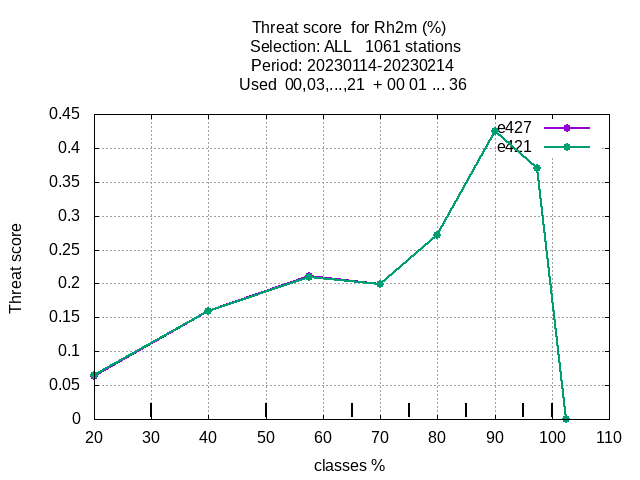 Threat score  for Rh2m (%)
Selection: ALL   1061 stations
Period: 20230114-20230214
Used  00,03,...,21  + 00 01 ... 36
0.45
0.4
0.35
0.3
0.25
0.2
0.15
0.1
0.05
0
Threat score
e427
e421
20 30 40 50 60 70 80 90 100 110
classes %